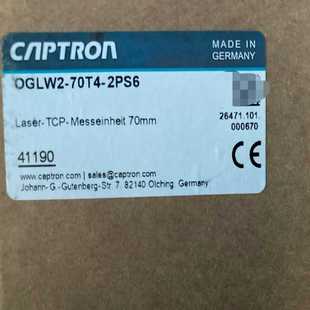 CAPTRON
MADE IN
GERMANY
OGLW2-70T4-2PS6
Laser-TCP-Messeinheit 70mm
26471.101.
000670
41190
CE
www.captron.com | sales@captron.com
Johann-G.-Gutenberg-Str. 7, 82140 Olching, Germany